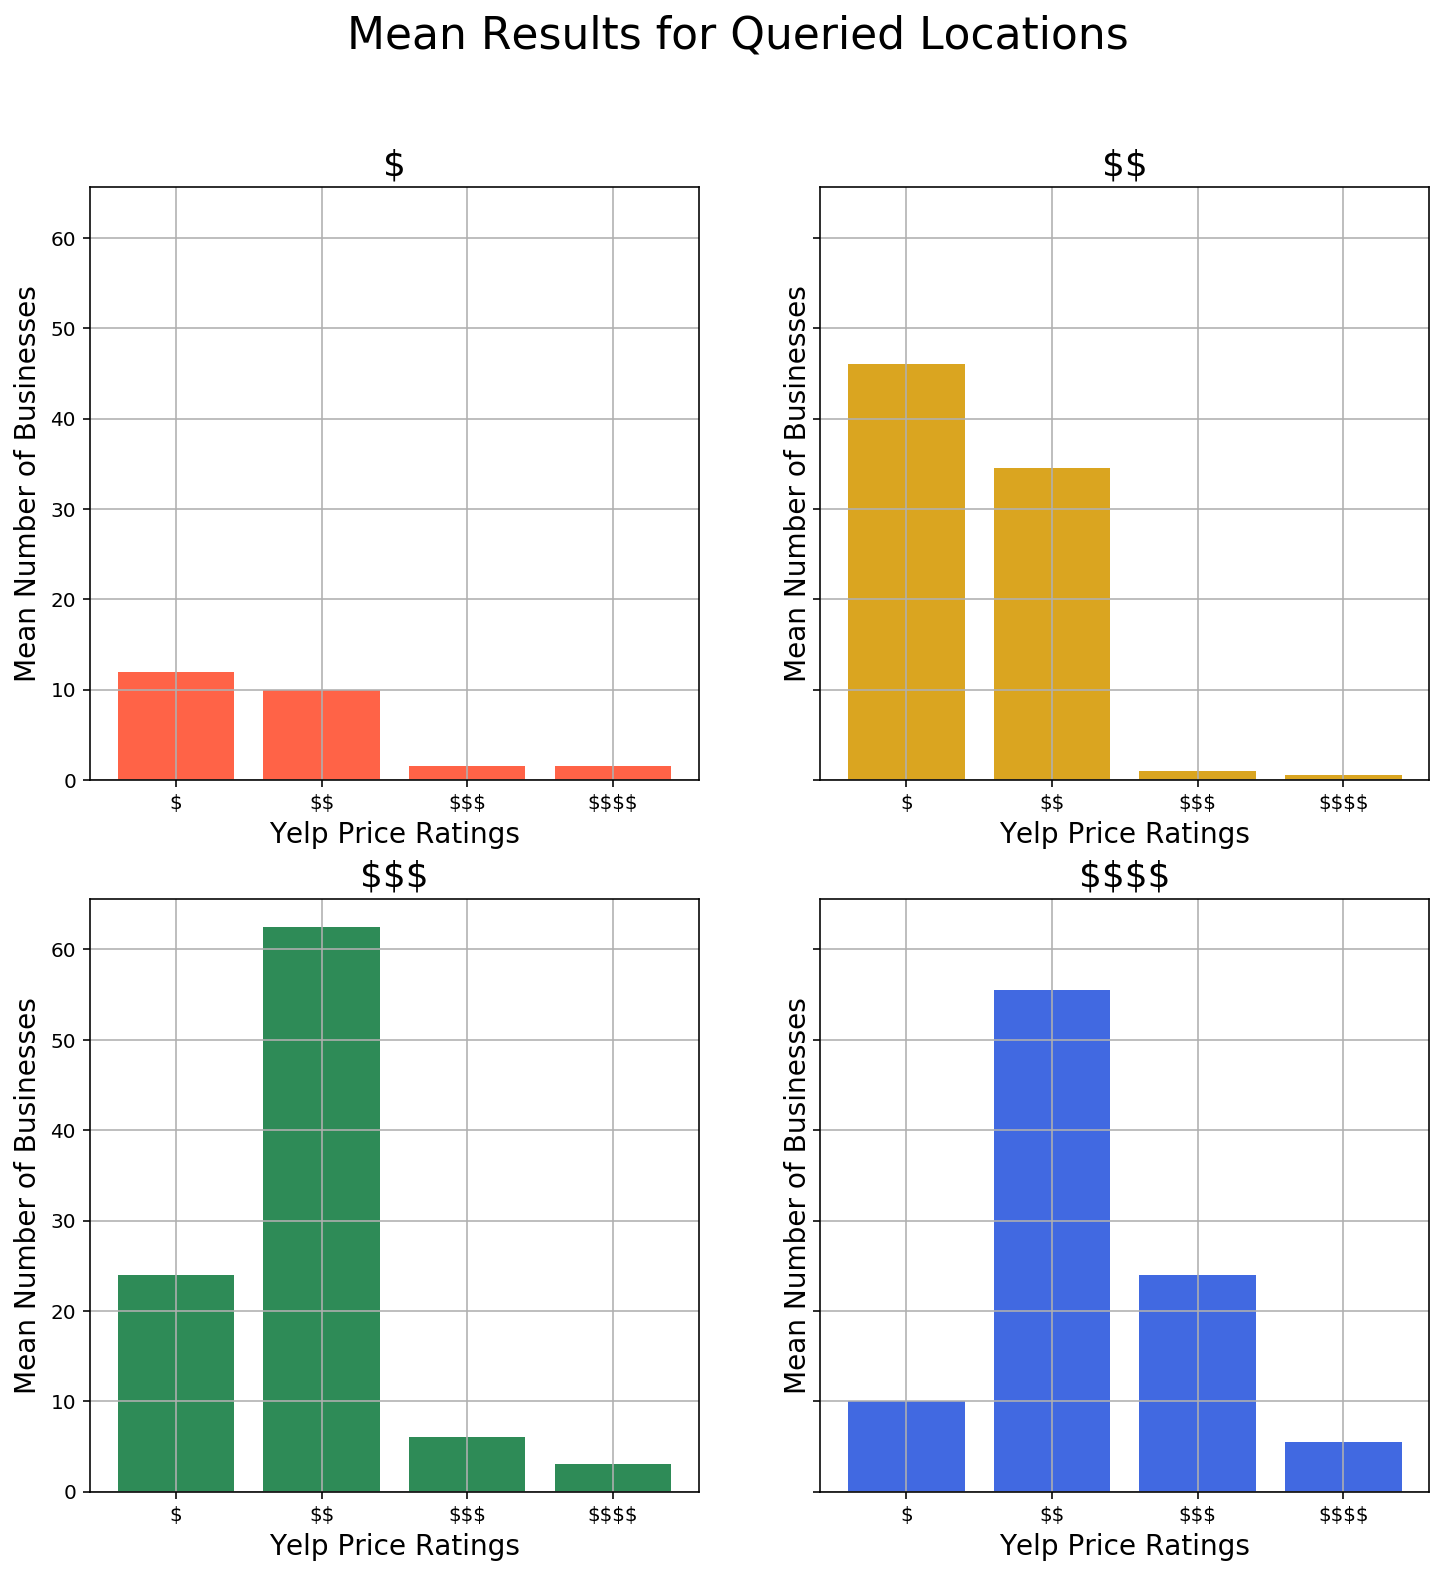 Mean Results for Queried Locations
$
Mean Number of Businesses
60
50
40
30
20
10
0
$ $$ $$$ $$$$
Yelp Price Ratings
$$
Mean Number of Businesses
$ $$ $$$ $$$$
Yelp Price Ratings
$$$
Mean Number of Businesses
60
50
40
30
20
10
0
$ $$ $$$ $$$$
Yelp Price Ratings
$$$$
Mean Number of Businesses
$ $$ $$$ $$$$
Yelp Price Ratings